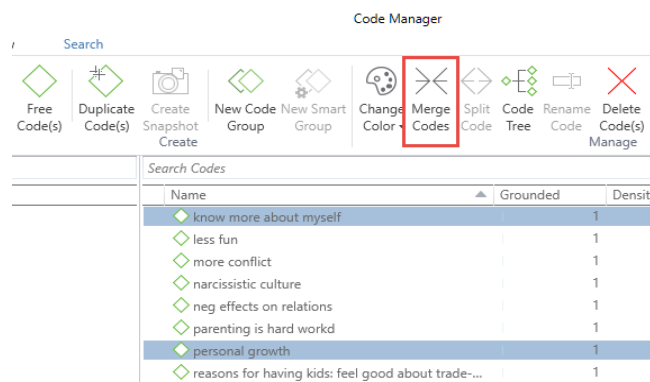 Code Manager
Search
Free Code(s)
Duplicate Code(s)
Create Snapshot
New Code Group
New Smart Group
Change Color
Merge Codes
Split Code
Code Tree
Rename Code
Delete Code(s)
Create
Manage
Search Codes
Name Grounded Densit
know more about myself 1
less fun 1
more conflict 1
narcissistic culture 1
neg effects on relations 1
parenting is hard workd 1
personal growth 1
reasons for having kids: feel good about trade-... 1